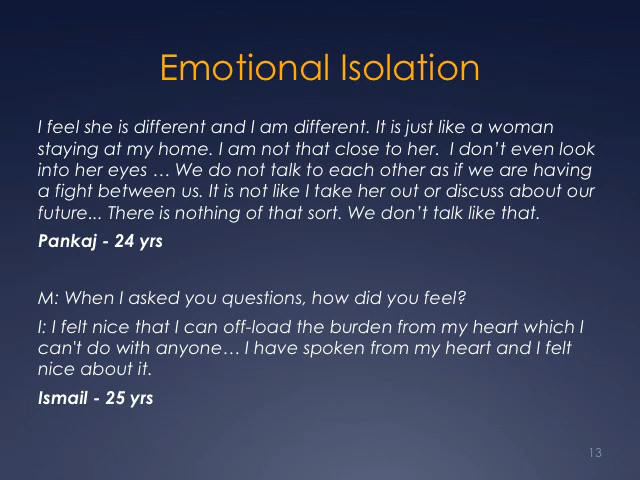 Emotional Isolation
I feel she is different and I am different. It is just like a woman
staying at my home. I am not that close to her.  I don’t even look
into her eyes … We do not talk to each other as if we are having
a fight between us. It is not like I take her out or discuss about our
future... There is nothing of that sort. We don’t talk like that.
Pankaj - 24 yrs
M: When I asked you questions, how did you feel?
I: I felt nice that I can off-load the burden from my heart which I
can't do with anyone… I have spoken from my heart and I felt
nice about it.
Ismail - 25 yrs
13